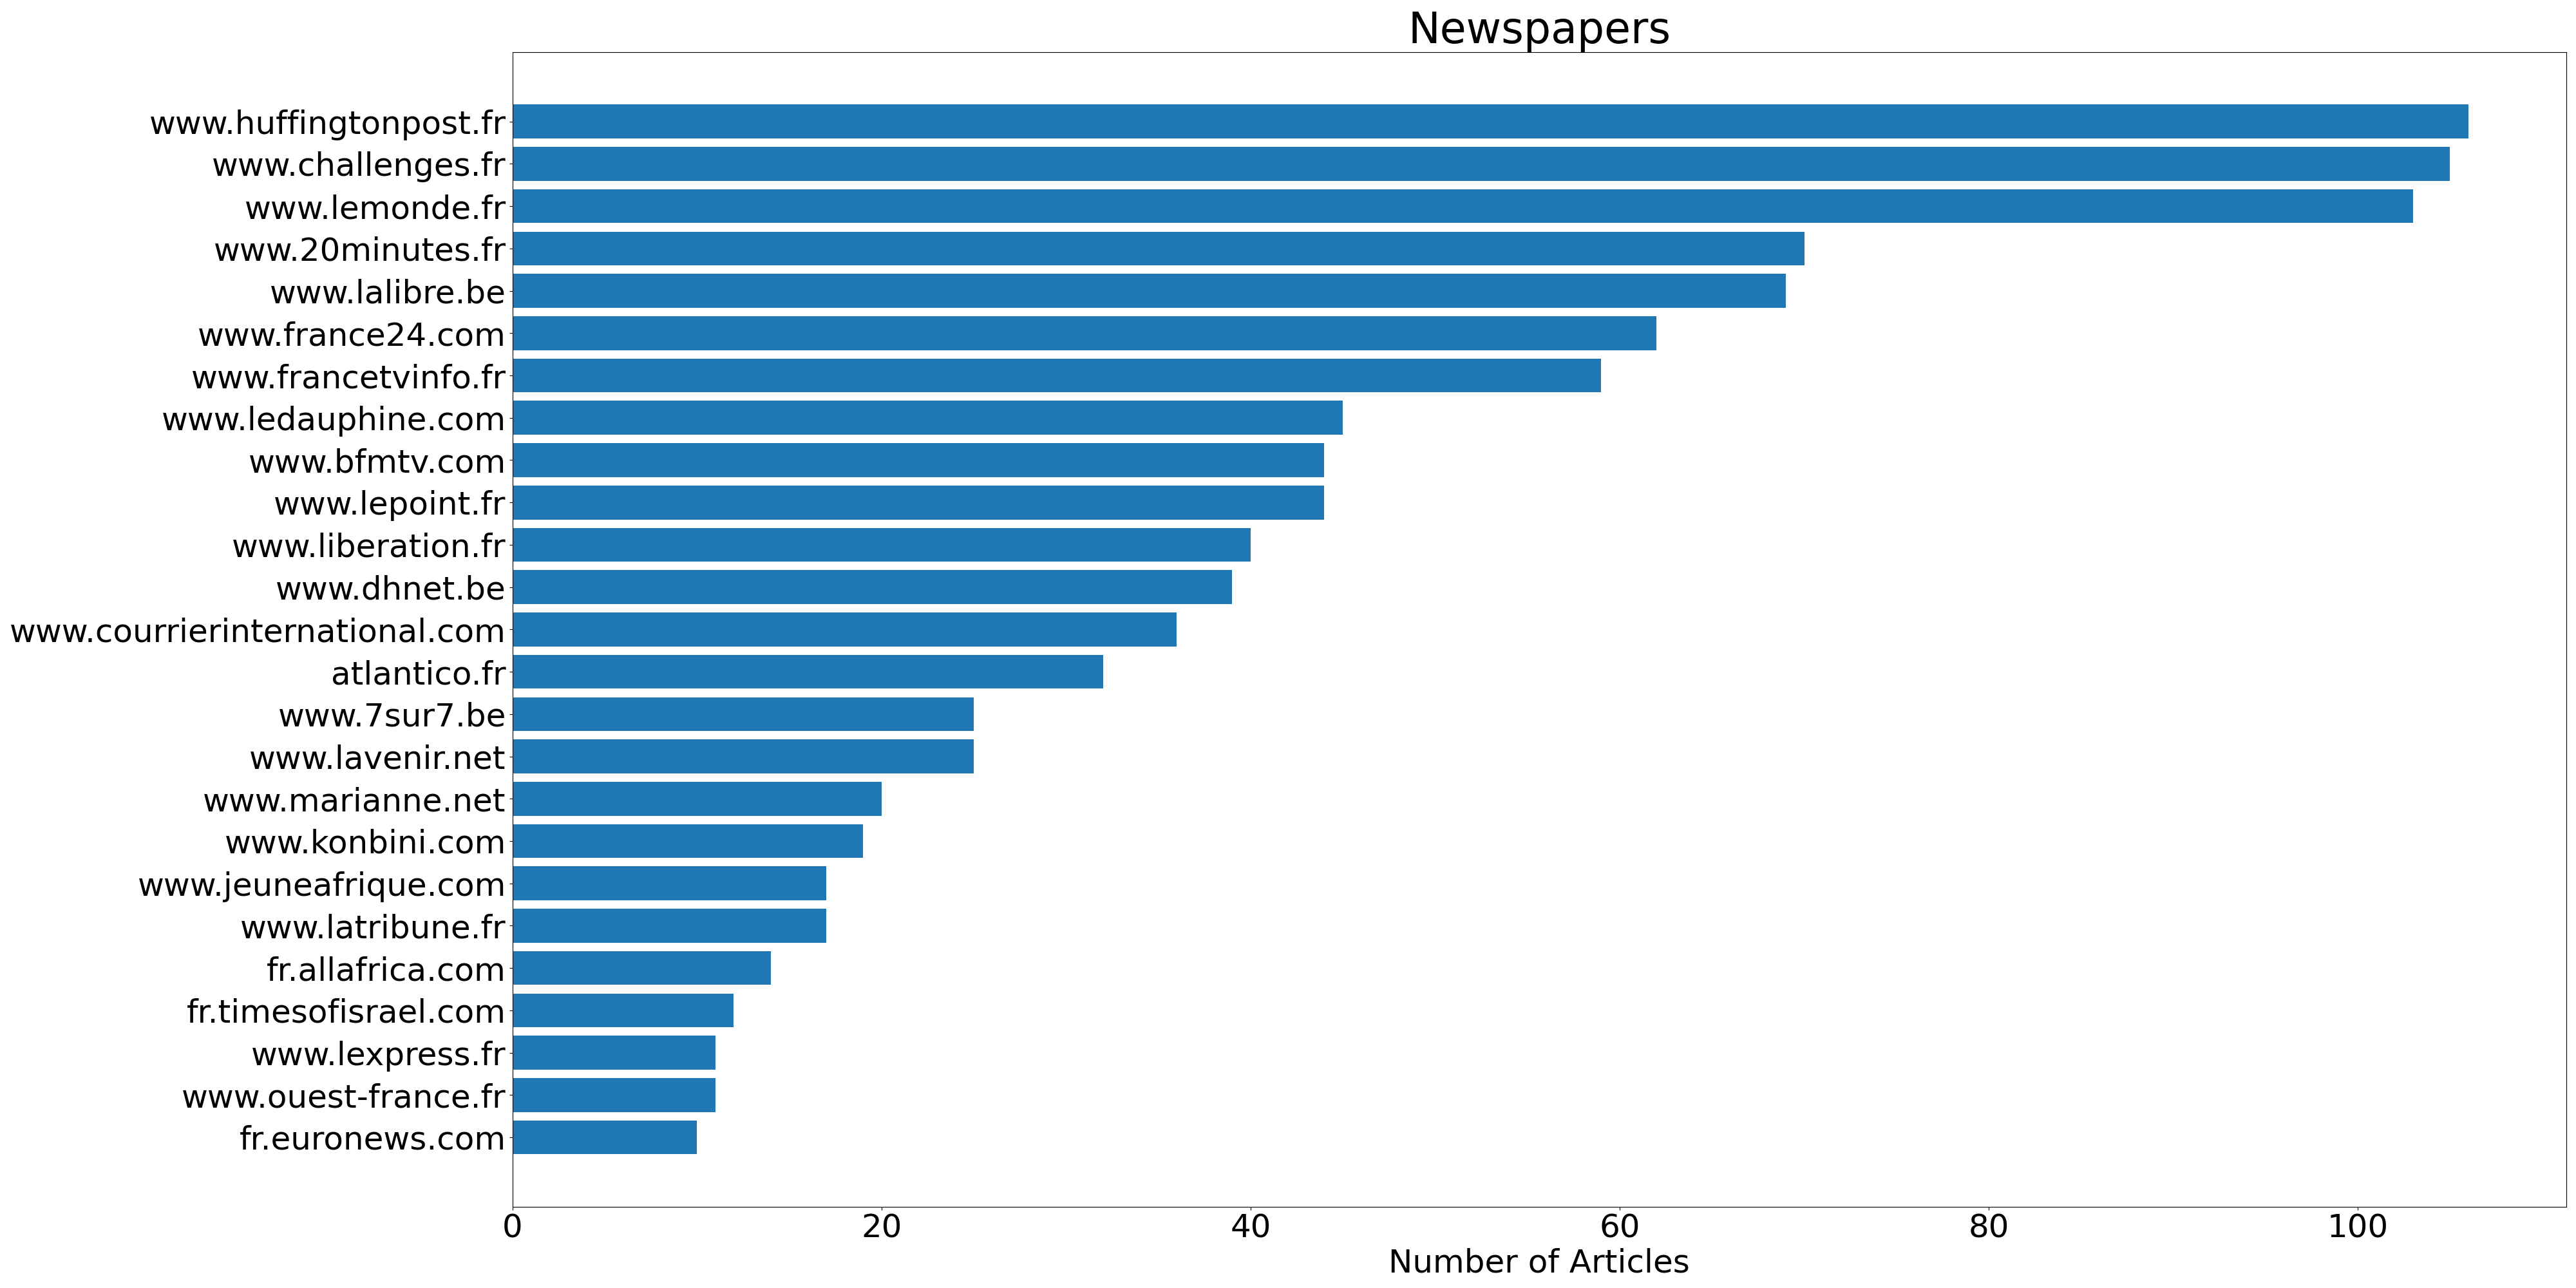 Newspapers
www.huffingtonpost.fr
www.challenges.fr
www.lemonde.fr
www.20minutes.fr
www.lalibre.be
www.france24.com
www.francetvinfo.fr
www.ledauphine.com
www.bfmtv.com
www.lepoint.fr
www.liberation.fr
www.dhnet.be
www.courrierinternational.com
atlantico.fr
www.7sur7.be
www.lavenir.net
www.marianne.net
www.konbini.com
www.jeuneafrique.com
www.latribune.fr
fr.allafrica.com
fr.timesofisrael.com
www.lexpress.fr
www.ouest-france.fr
fr.euronews.com
0 20 40 60 80 100
Number of Articles